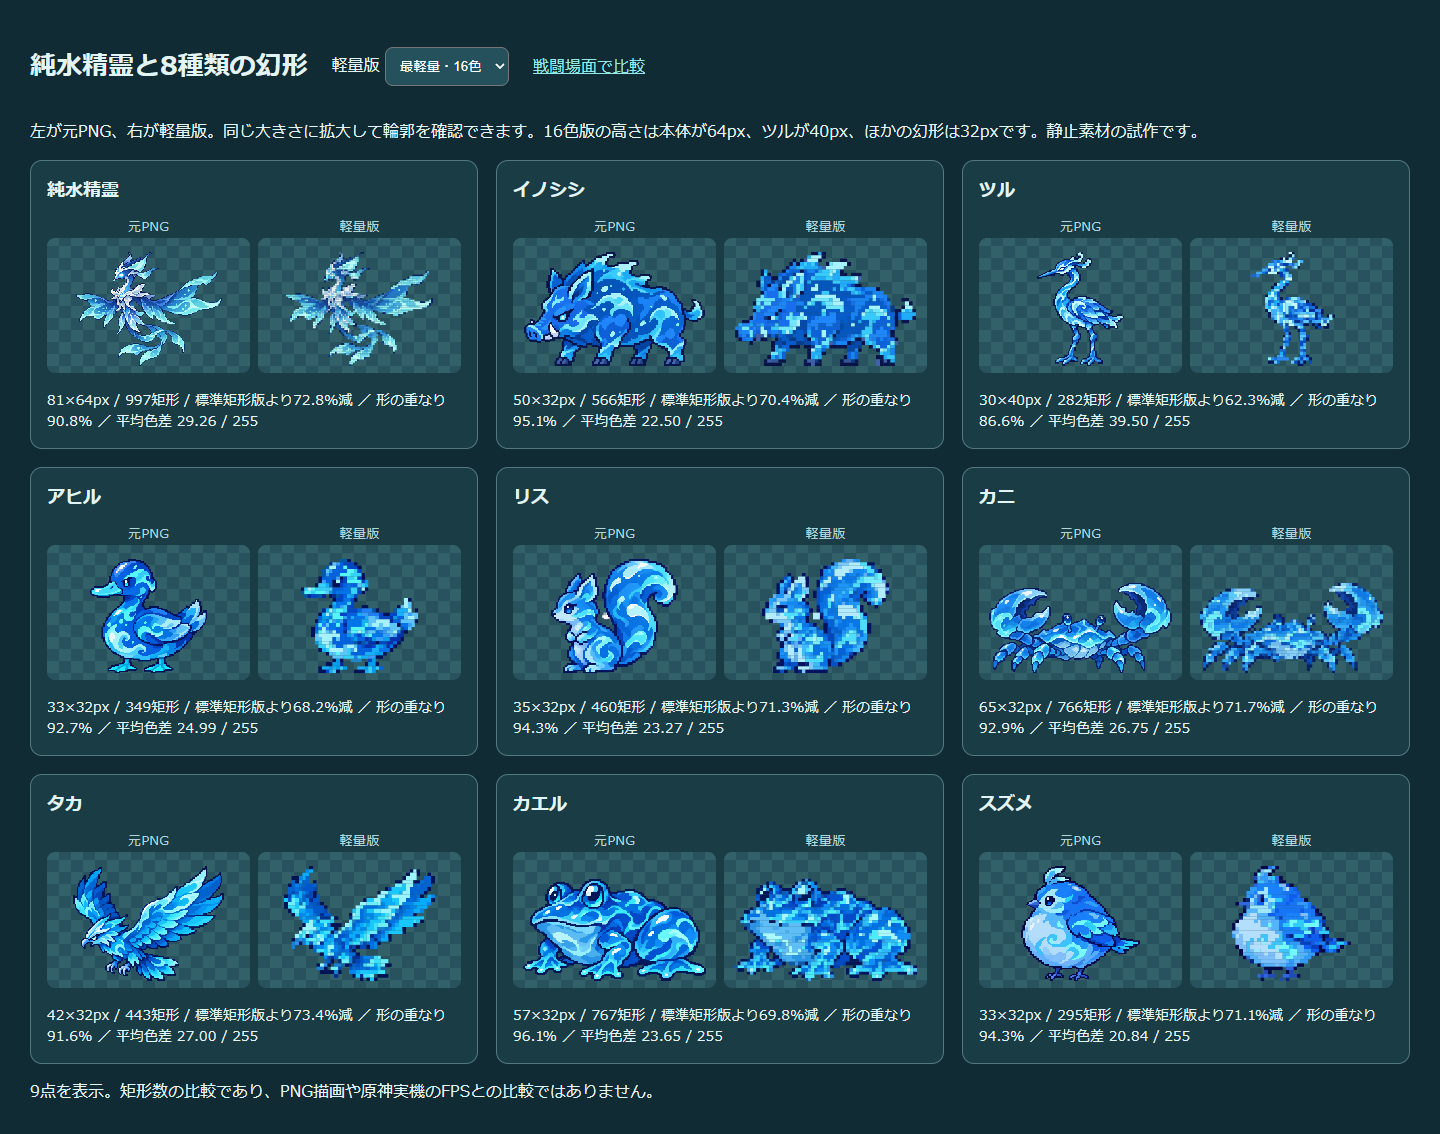 純水精霊と8種類の幻形 軽量版 最軽量・16色 戦闘場面で比較
左が元PNG、右が軽量版。同じ大きさに拡大して輪郭を確認できます。16色版の高さは本体が64px、ツルが40px、ほかの幻形は32pxです。静止素材の試作です。
純水精霊
元PNG 軽量版
81×64px / 997矩形 / 標準矩形版より72.8%減 ／ 形の重なり
90.8% ／ 平均色差 29.26 / 255
イノシシ
元PNG 軽量版
50×32px / 566矩形 / 標準矩形版より70.4%減 ／ 形の重なり
95.1% ／ 平均色差 22.50 / 255
ツル
元PNG 軽量版
30×40px / 282矩形 / 標準矩形版より62.3%減 ／ 形の重なり
86.6% ／ 平均色差 39.50 / 255
アヒル
元PNG 軽量版
33×32px / 349矩形 / 標準矩形版より68.2%減 ／ 形の重なり
92.7% ／ 平均色差 24.99 / 255
リス
元PNG 軽量版
35×32px / 460矩形 / 標準矩形版より71.3%減 ／ 形の重なり
94.3% ／ 平均色差 23.27 / 255
カニ
元PNG 軽量版
65×32px / 766矩形 / 標準矩形版より71.7%減 ／ 形の重なり
92.9% ／ 平均色差 26.75 / 255
タカ
元PNG 軽量版
42×32px / 443矩形 / 標準矩形版より73.4%減 ／ 形の重なり
91.6% ／ 平均色差 27.00 / 255
カエル
元PNG 軽量版
57×32px / 767矩形 / 標準矩形版より69.8%減 ／ 形の重なり
96.1% ／ 平均色差 23.65 / 255
スズメ
元PNG 軽量版
33×32px / 295矩形 / 標準矩形版より71.1%減 ／ 形の重なり
94.3% ／ 平均色差 20.84 / 255
9点を表示。矩形数の比較であり、PNG描画や原神実機のFPSとの比較ではありません。